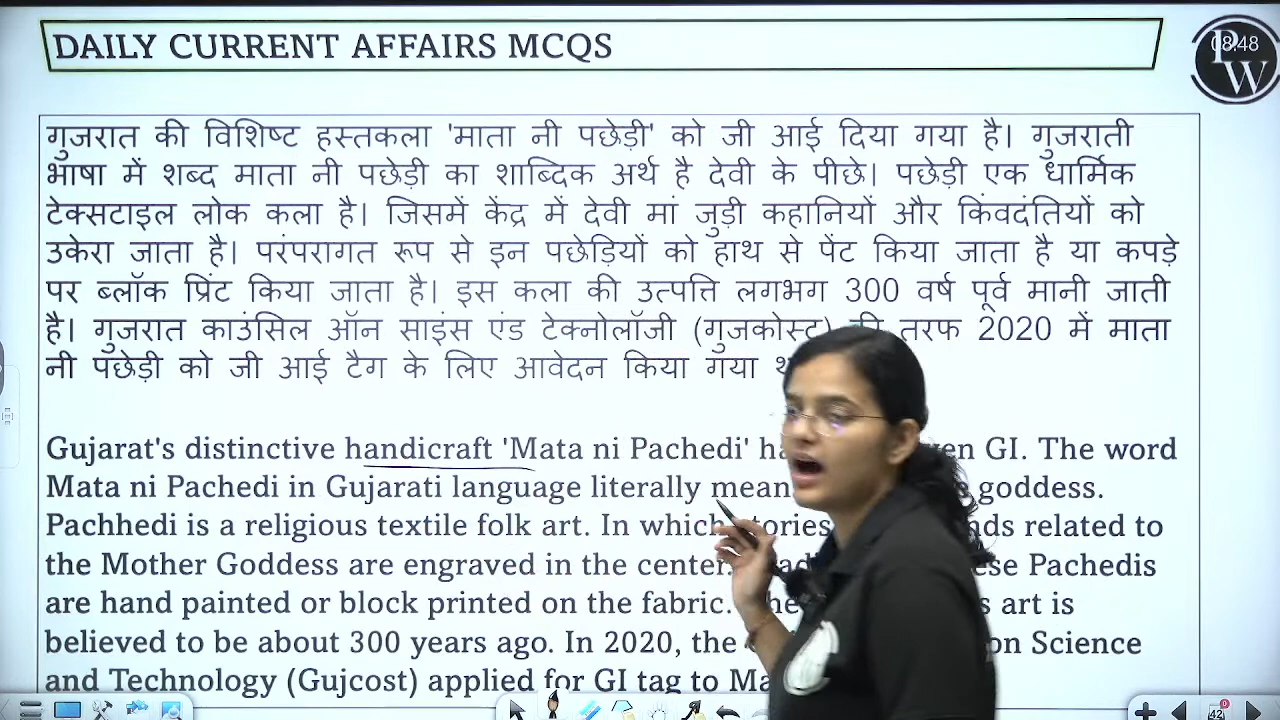 DAILY CURRENT AFFAIRS MCQS
08:48
PW
गुजरात की विशिष्ट हस्तकला 'माता नी पछेड़ी' को जी आई दिया गया है। गुजराती
भाषा में शब्द माता नी पछेड़ी का शाब्दिक अर्थ है देवी के पीछे। पछेड़ी एक धार्मिक
टेक्सटाइल लोक कला है। जिसमें केंद्र में देवी मां जुड़ी कहानियों और किंवदंतियों को
उकेरा जाता है। परंपरागत रूप से इन पछेड़ियों को हाथ से पेंट किया जाता है या कपड़े
पर ब्लॉक प्रिंट किया जाता है। इस कला की उत्पत्ति लगभग 300 वर्ष पूर्व मानी जाती
है। गुजरात काउंसिल ऑन साइंस एंड टेक्नोलॉजी (गुजकोस्ट) की तरफ 2020 में माता
नी पछेड़ी को जी आई टैग के लिए आवेदन किया गया
Gujarat's distinctive handicraft 'Mata ni Pachedi' GI. The word
Mata ni Pachedi in Gujarati language literally goddess.
Pachhedi is a religious textile folk art. In which related to
the Mother Goddess are engraved in the center. Pachedis
are hand painted or block printed on the fabric. art is
believed to be about 300 years ago. In 2020, the on Science
and Technology (Gujcost) applied for GI tag to
42